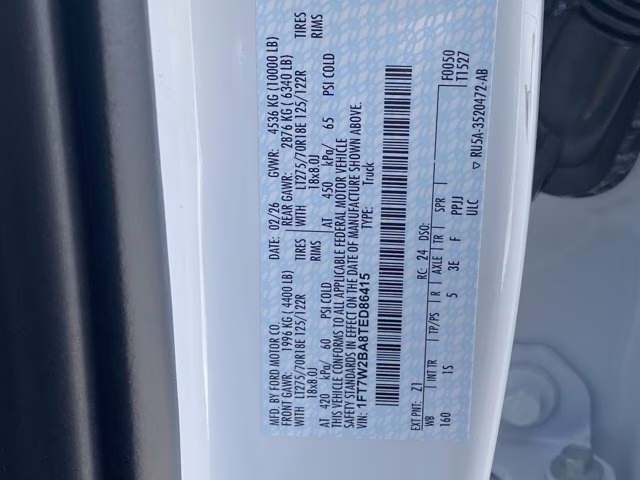 MFD. BY FORD MOTOR CO.
DATE: 02/26 GVWR: 4536 KG (10000 LB)
FRONT GAWR: 1996 KG (4400 LB) REAR GAWR: 2876 KG (6340 LB)
WITH LT275/70R18E 125/122R TIRES WITH LT275/70R18E 125/122R TIRES
18x8.0J RIMS 18x8.0J RIMS
AT 420 kPa/ 60 PSI COLD AT 450 kPa/ 65 PSI COLD
THIS VEHICLE CONFORMS TO ALL APPLICABLE FEDERAL MOTOR VEHICLE
SAFETY STANDARDS IN EFFECT ON THE DATE OF MANUFACTURE SHOWN ABOVE.
VIN: 1FT7W2BA8TED86415 TYPE: Truck
F0050
T1527
EXT PNT: Z1 RC: 24 DSO:
WB INT TR TP/PS R AXLE TR SPR
160 1S 5 3E F PPJJ
ULC
▽ RU5A-3520472-AB